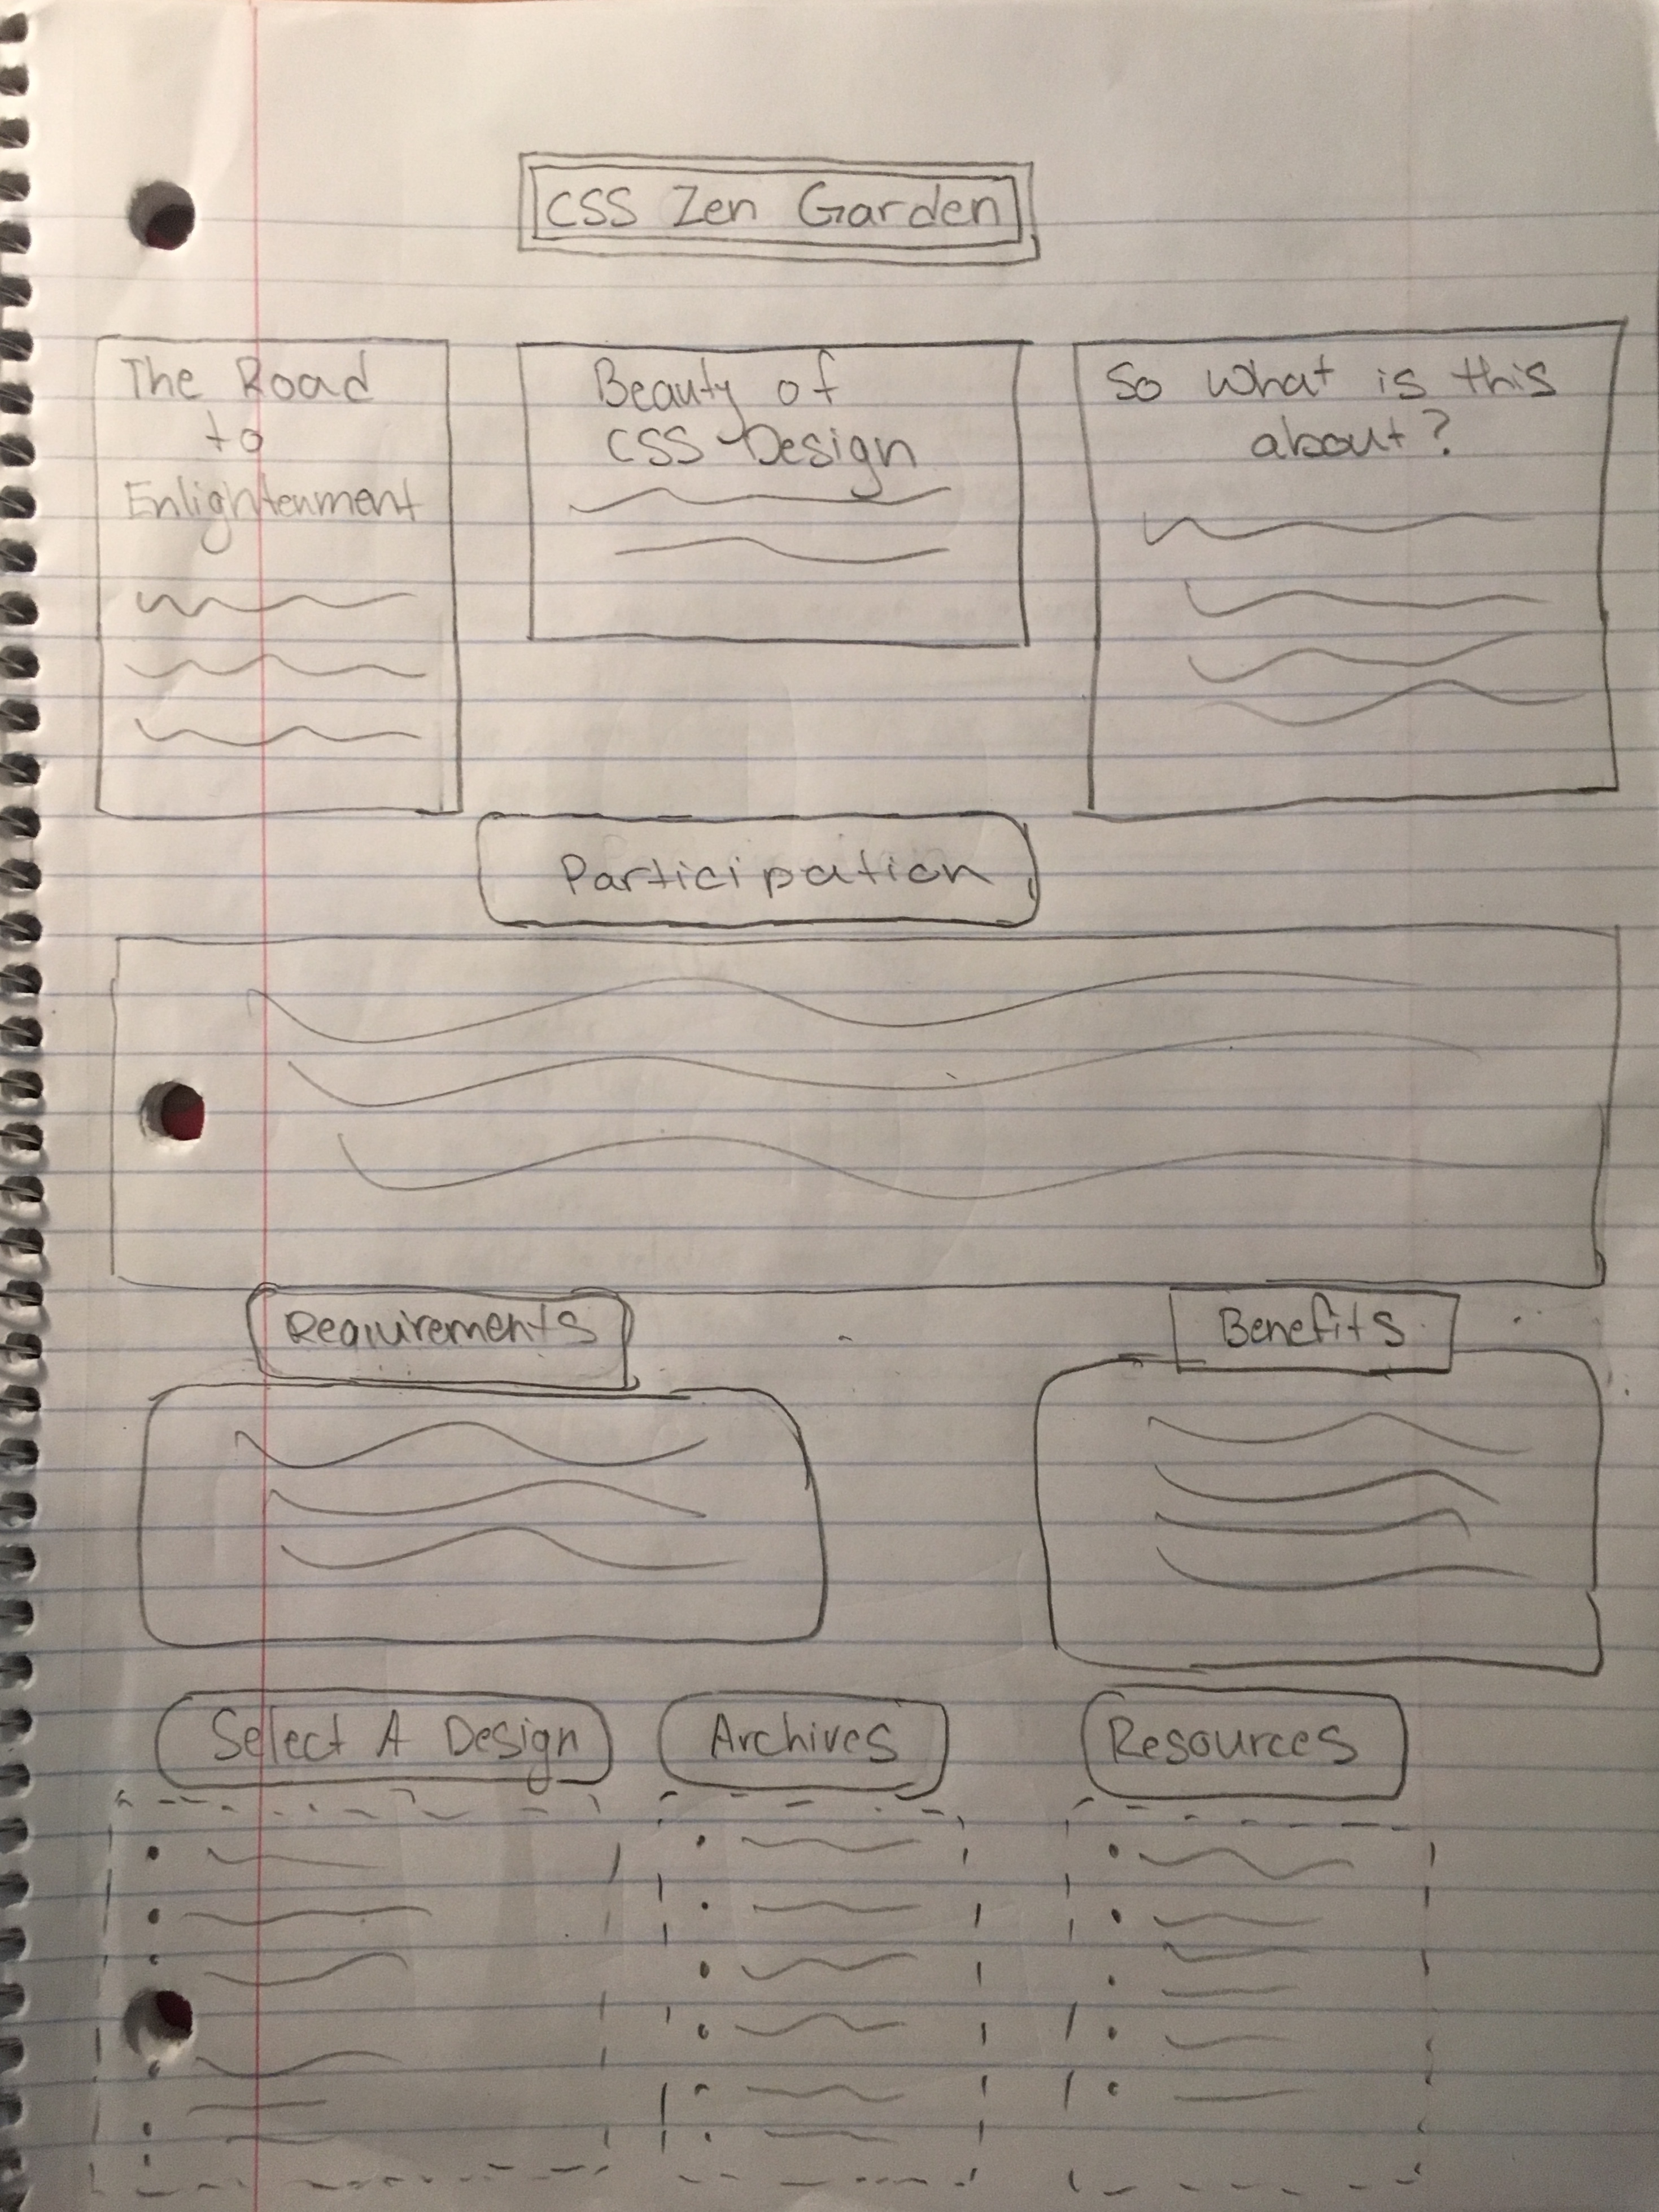 CSS Zen Garden
The Road
to
Enlightenment
Beauty of
CSS Design
So what is this
about?
Participation
Requirements
Benefits
Select A Design
Archives
Resources